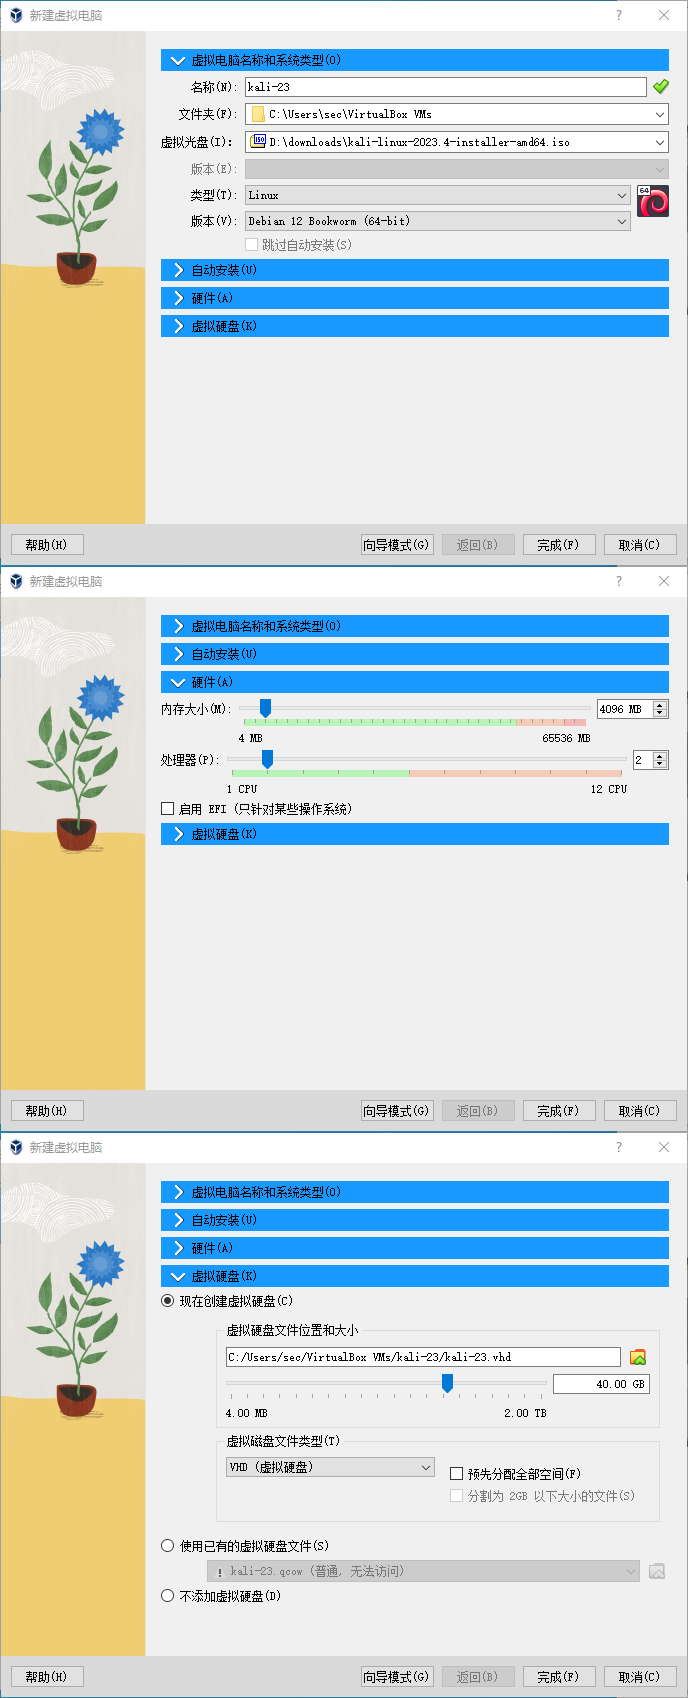 新建虚拟电脑
?
虚拟电脑名称和系统类型(O)
名称(N): kali-23
文件夹(F): C:\Users\sec\VirtualBox VMs
虚拟光盘(I): ISO D:\downloads\kali-linux-2023.4-installer-amd64.iso
版本(E):
类型(T): Linux
64
版本(V): Debian 12 Bookworm (64-bit)
跳过自动安装(S)
自动安装(U)
硬件(A)
虚拟硬盘(K)
帮助(H) 向导模式(G) 返回(B) 完成(F) 取消(C)
新建虚拟电脑
?
虚拟电脑名称和系统类型(O)
自动安装(U)
硬件(A)
内存大小(M): 4096 MB
4 MB 65536 MB
处理器(P): 2
1 CPU 12 CPU
启用 EFI (只针对某些操作系统)
虚拟硬盘(K)
帮助(H) 向导模式(G) 返回(B) 完成(F) 取消(C)
新建虚拟电脑
?
虚拟电脑名称和系统类型(O)
自动安装(U)
硬件(A)
虚拟硬盘(K)
现在创建虚拟硬盘(C)
虚拟硬盘文件位置和大小
C:/Users/sec/VirtualBox VMs/kali-23/kali-23.vhd
40.00 GB
4.00 MB 2.00 TB
虚拟磁盘文件类型(T)
VHD (虚拟硬盘) 预先分配全部空间(F)
分割为 2GB 以下大小的文件(S)
使用已有的虚拟硬盘文件(S)
kali-23.qcow (普通, 无法访问)
不添加虚拟硬盘(D)
帮助(H) 向导模式(G) 返回(B) 完成(F) 取消(C)